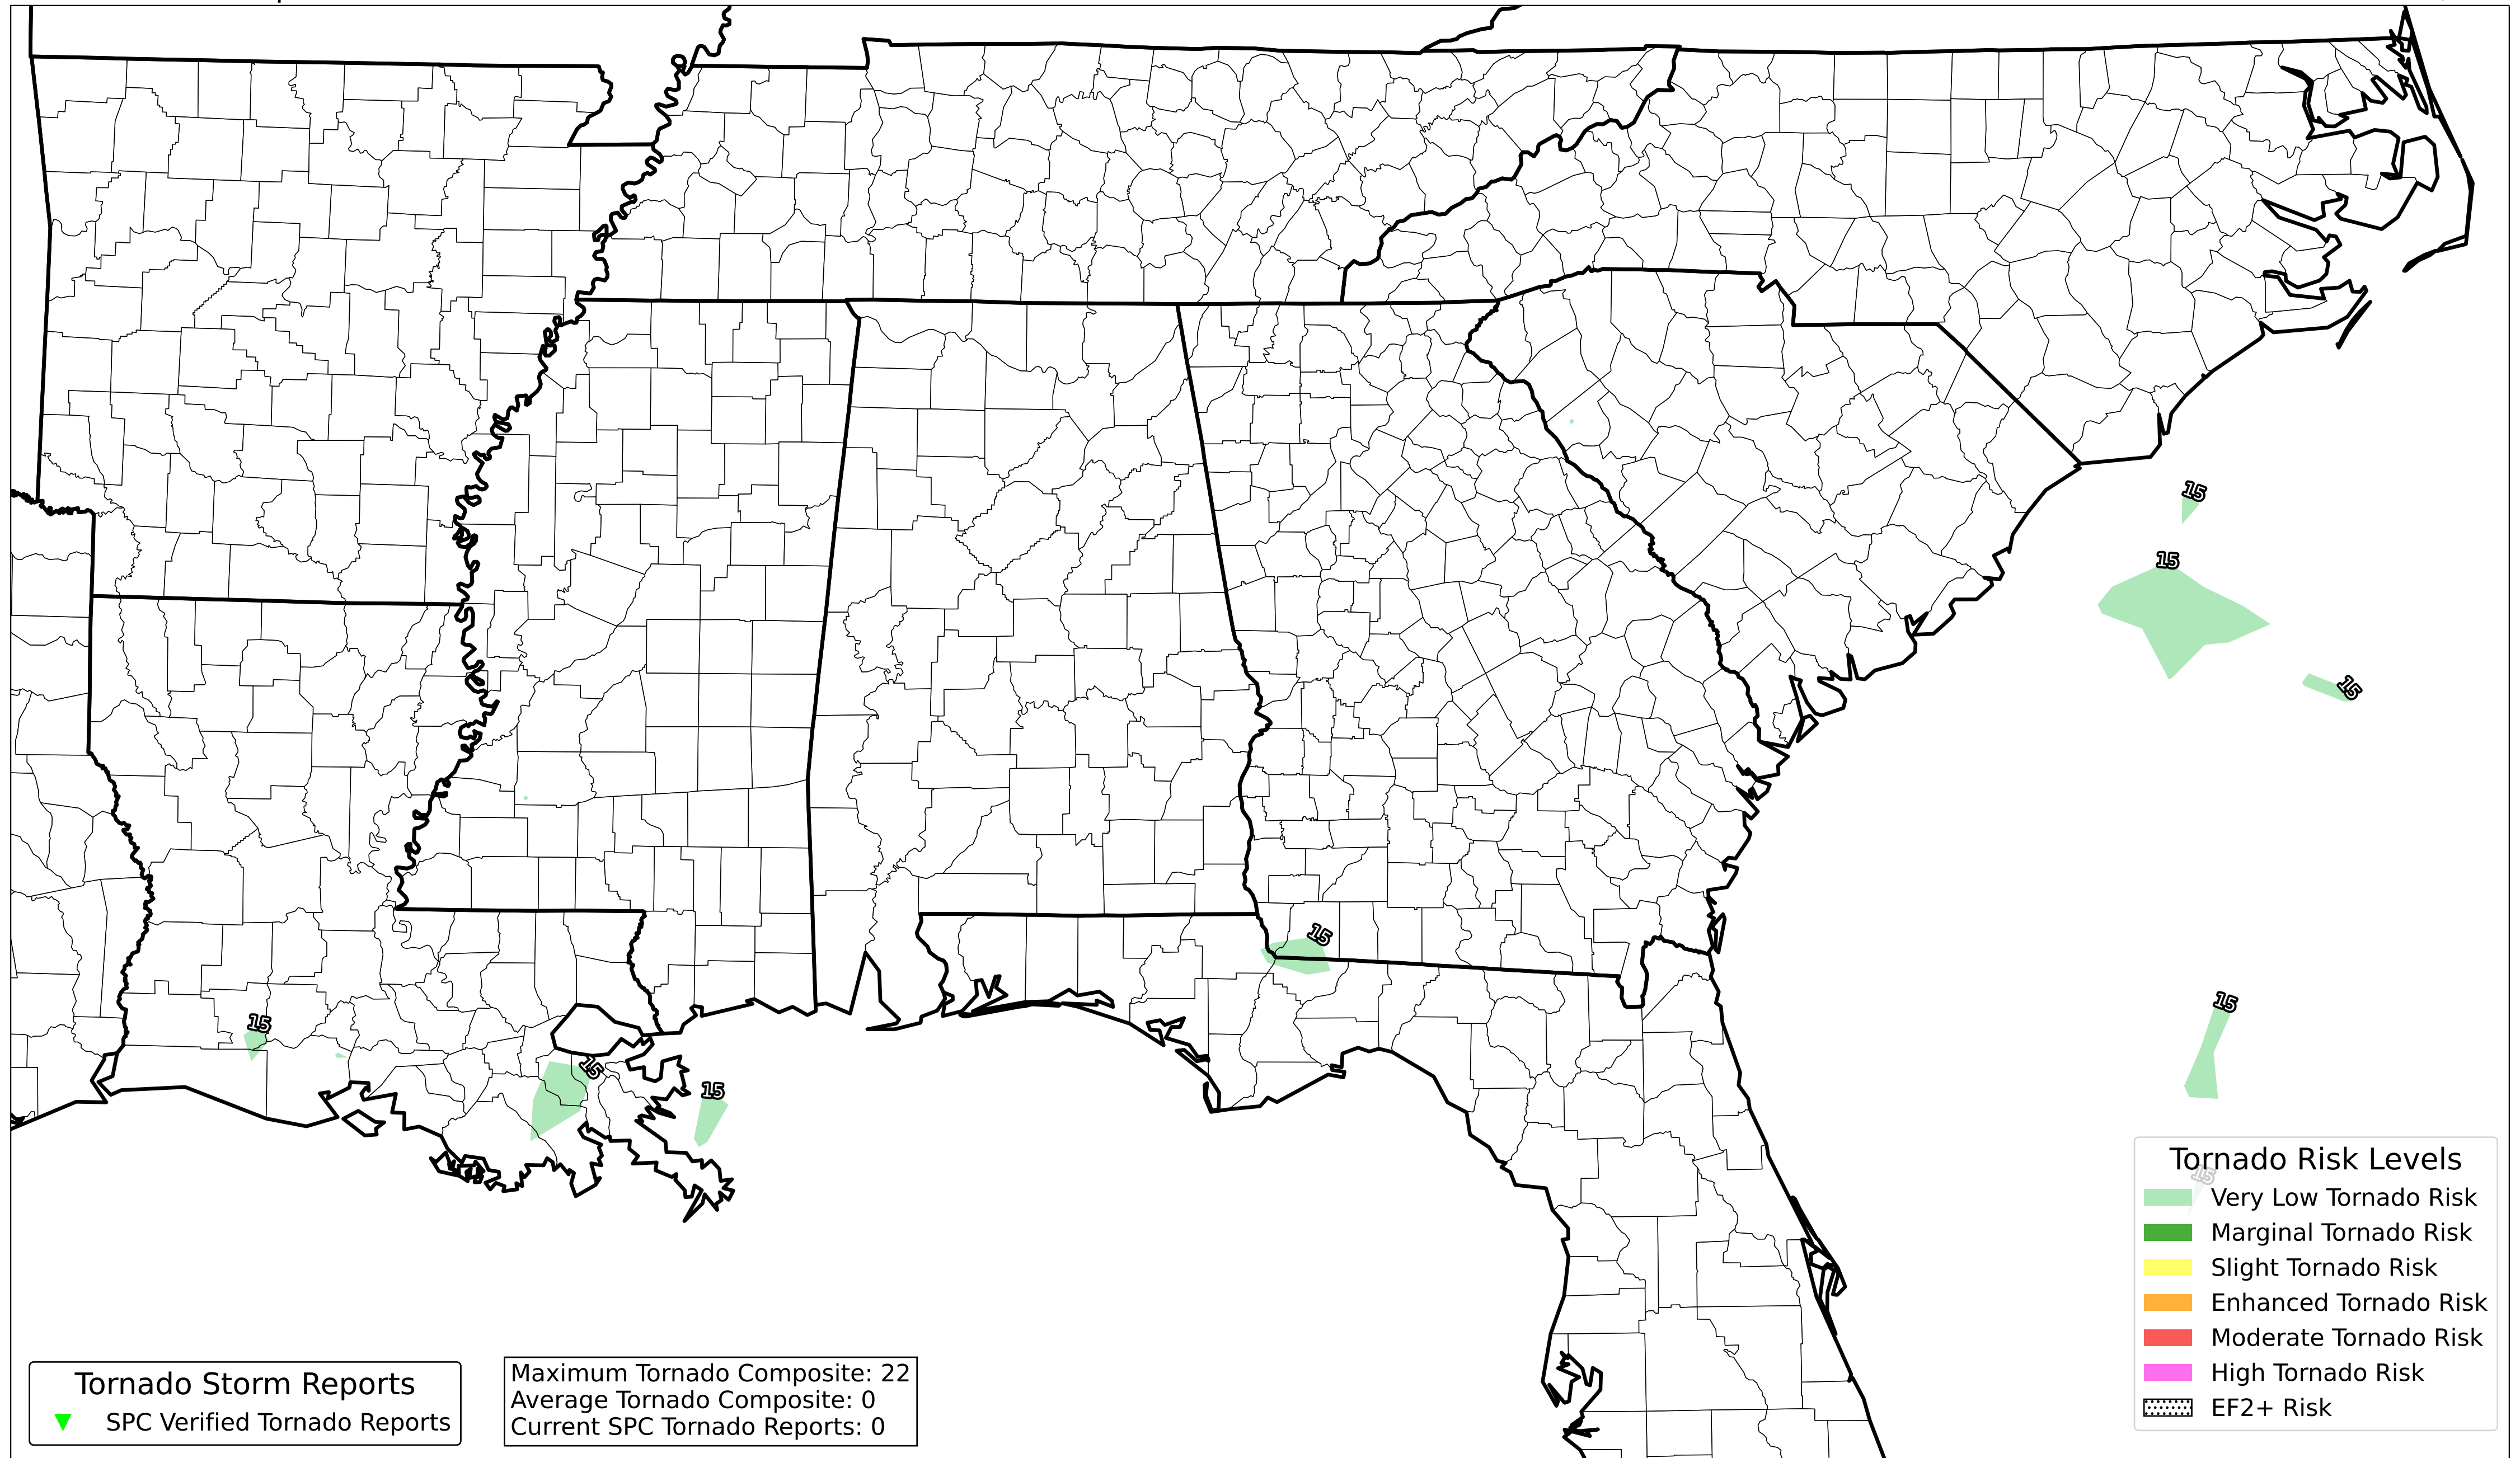 15
15
15
15
15
15
15
15
15
Tornado Risk Levels
Very Low Tornado Risk
Marginal Tornado Risk
Slight Tornado Risk
Enhanced Tornado Risk
Moderate Tornado Risk
High Tornado Risk
EF2+ Risk
Tornado Storm Reports
SPC Verified Tornado Reports
Maximum Tornado Composite: 22
Average Tornado Composite: 0
Current SPC Tornado Reports: 0